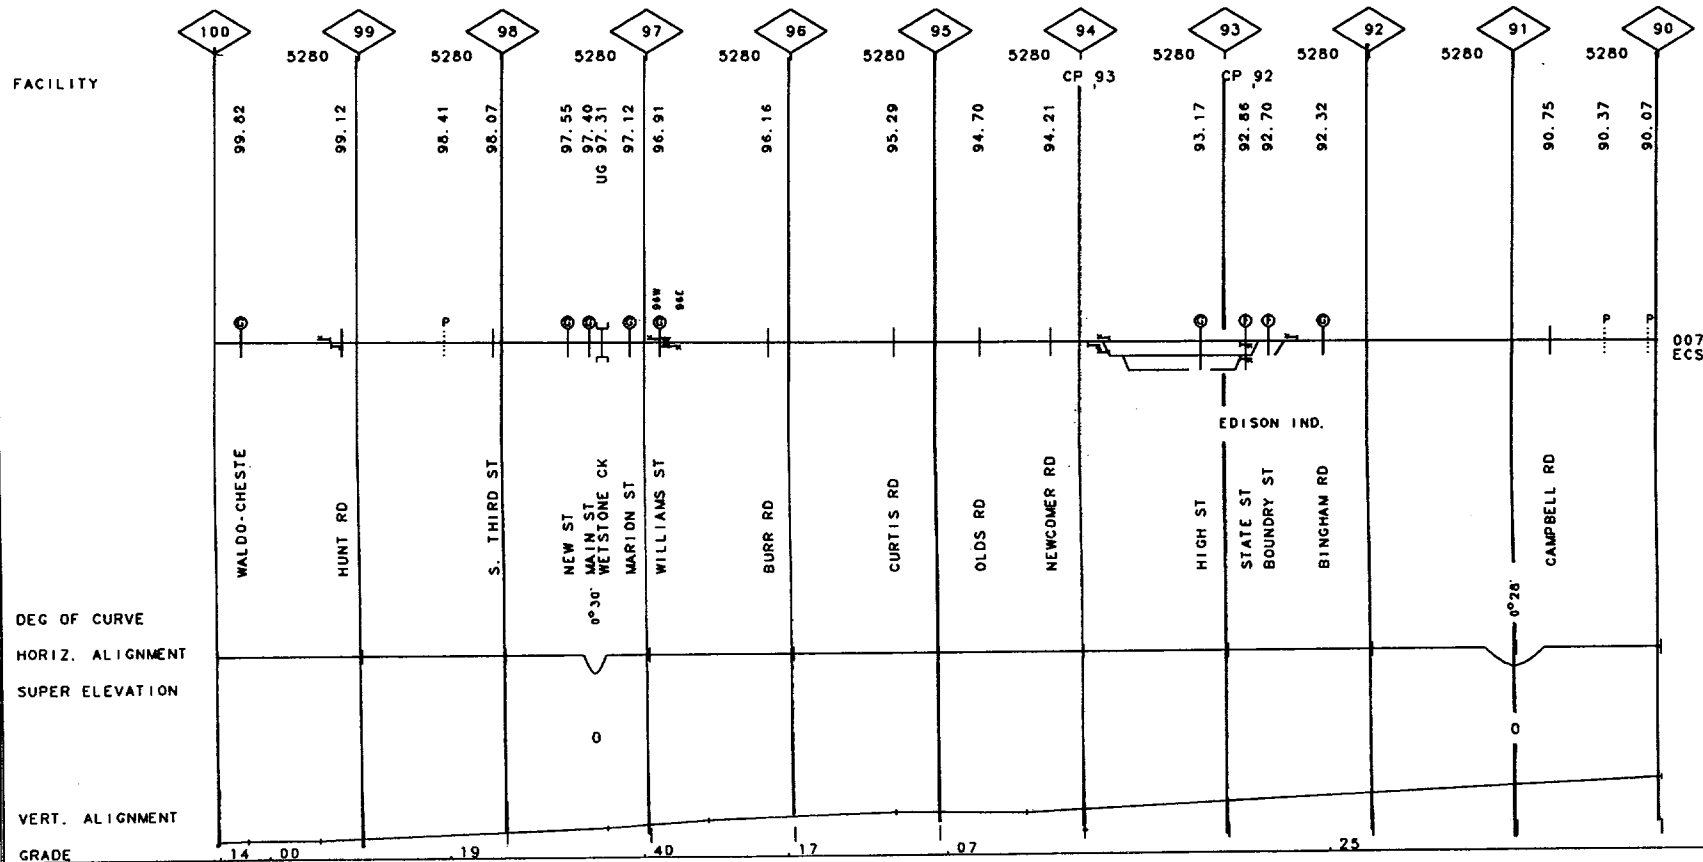 100 99 98 97 96 95 94 93 92 91 90
5280 5280 5280 5280 5280 5280 5280 5280 5280 5280
FACILITY
CP 93 CP 92
99.82 99.12 98.41 98.07 97.55 97.40 97.31 97.12 96.91 96.16 95.29 94.70 94.21 93.17 92.86 92.70 92.32 90.75 90.37 90.07
UG
96W 96E
G P G G G G G F F G P P
007
ECS
EDISON IND.
WALDO-CHESTE
HUNT RD
S. THIRD ST
NEW ST
MAIN ST
WETSTONE CK
MARION ST
WILLIAMS ST
BURR RD
CURTIS RD
OLDS RD
NEWCOMER RD
HIGH ST
STATE ST
BOUNDRY ST
BINGHAM RD
CAMPBELL RD
DEG OF CURVE 0°30' 0°28'
HORIZ. ALIGNMENT
SUPER ELEVATION
0 0
VERT. ALIGNMENT
GRADE .14 .00 .19 .40 .17 .07 .25